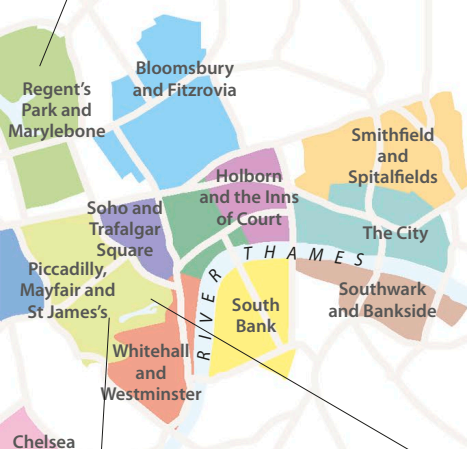 Bloomsbury
and Fitzrovia
Regent's
Park and
Marylebone
Smithfield
and
Spitalfields
Holborn
and the Inns
of Court
Soho and
Trafalgar
Square
The City
RIVER THAMES
Piccadilly,
Mayfair and
St James's
South
Bank
Southwark
and Bankside
Whitehall
and
Westminster
Chelsea